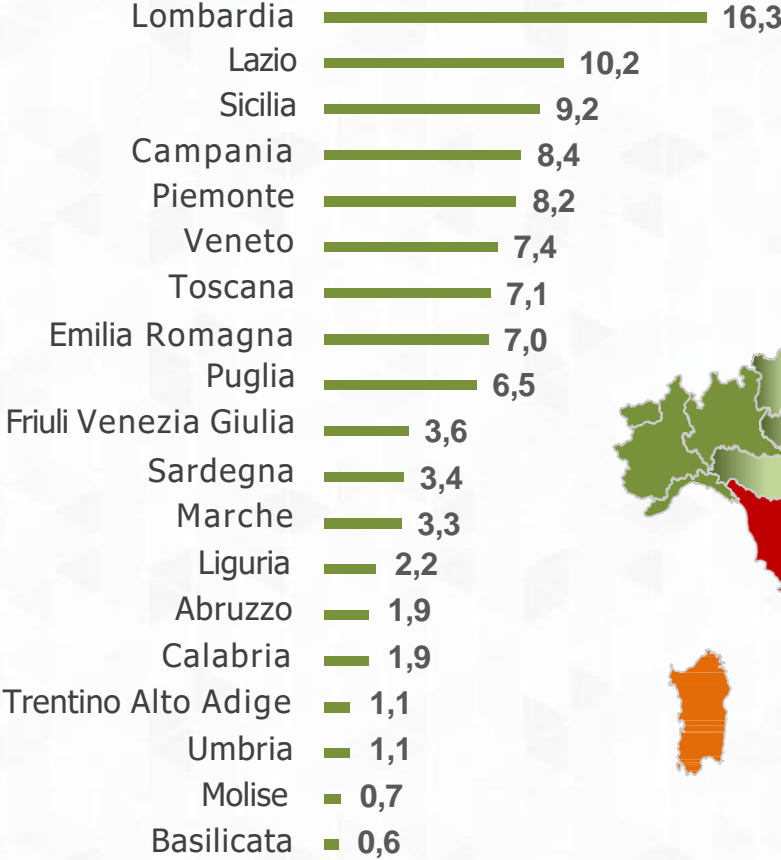 Lombardia 16,3
Lazio 10,2
Sicilia 9,2
Campania 8,4
Piemonte 8,2
Veneto 7,4
Toscana 7,1
Emilia Romagna 7,0
Puglia 6,5
Friuli Venezia Giulia 3,6
Sardegna 3,4
Marche 3,3
Liguria 2,2
Abruzzo 1,9
Calabria 1,9
Trentino Alto Adige 1,1
Umbria 1,1
Molise 0,7
Basilicata 0,6